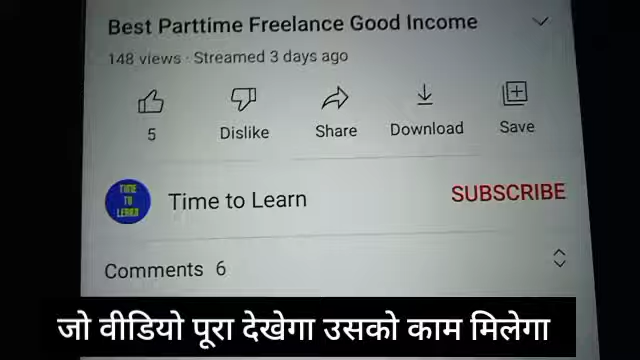 Best Parttime Freelance Good Income
148 views · Streamed 3 days ago
5 Dislike Share Download Save
TIME TO LEARN
Time to Learn SUBSCRIBE
Comments 6
जो वीडियो पूरा देखेगा उसको काम मिलेगा